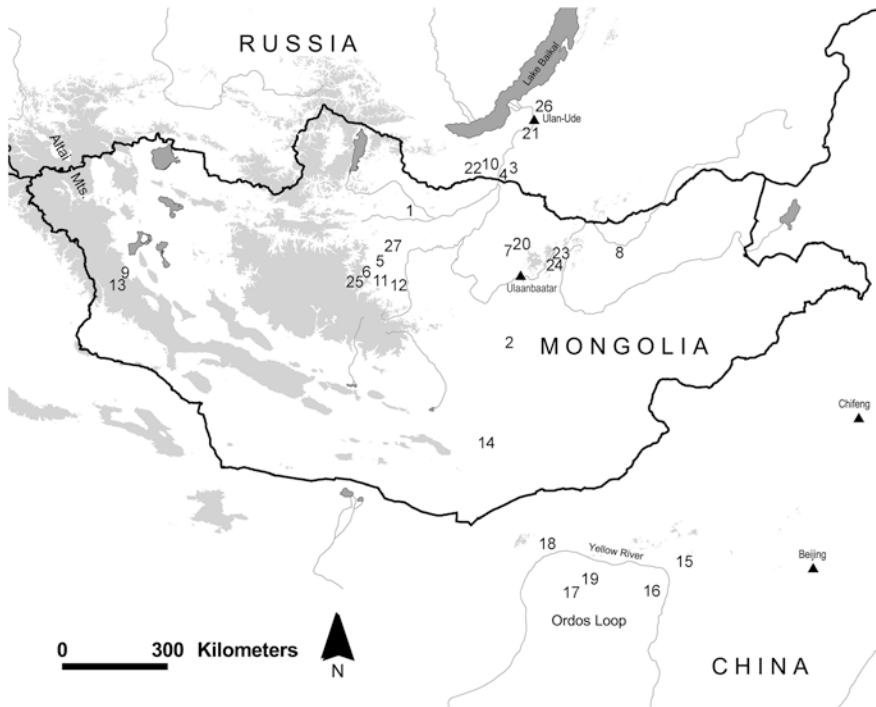 RUSSIA
Lake Baikal
26
Ulan-Ude
21
Altai
Mts.
22 10 3
4
1
27
7 20
23
8
5
24
9
6
13
25 11 12
Ulaanbaatar
2
MONGOLIA
Chifeng
14
18
Yellow River
15
Beijing
19
17
16
Ordos Loop
0 300 Kilometers
N
CHINA